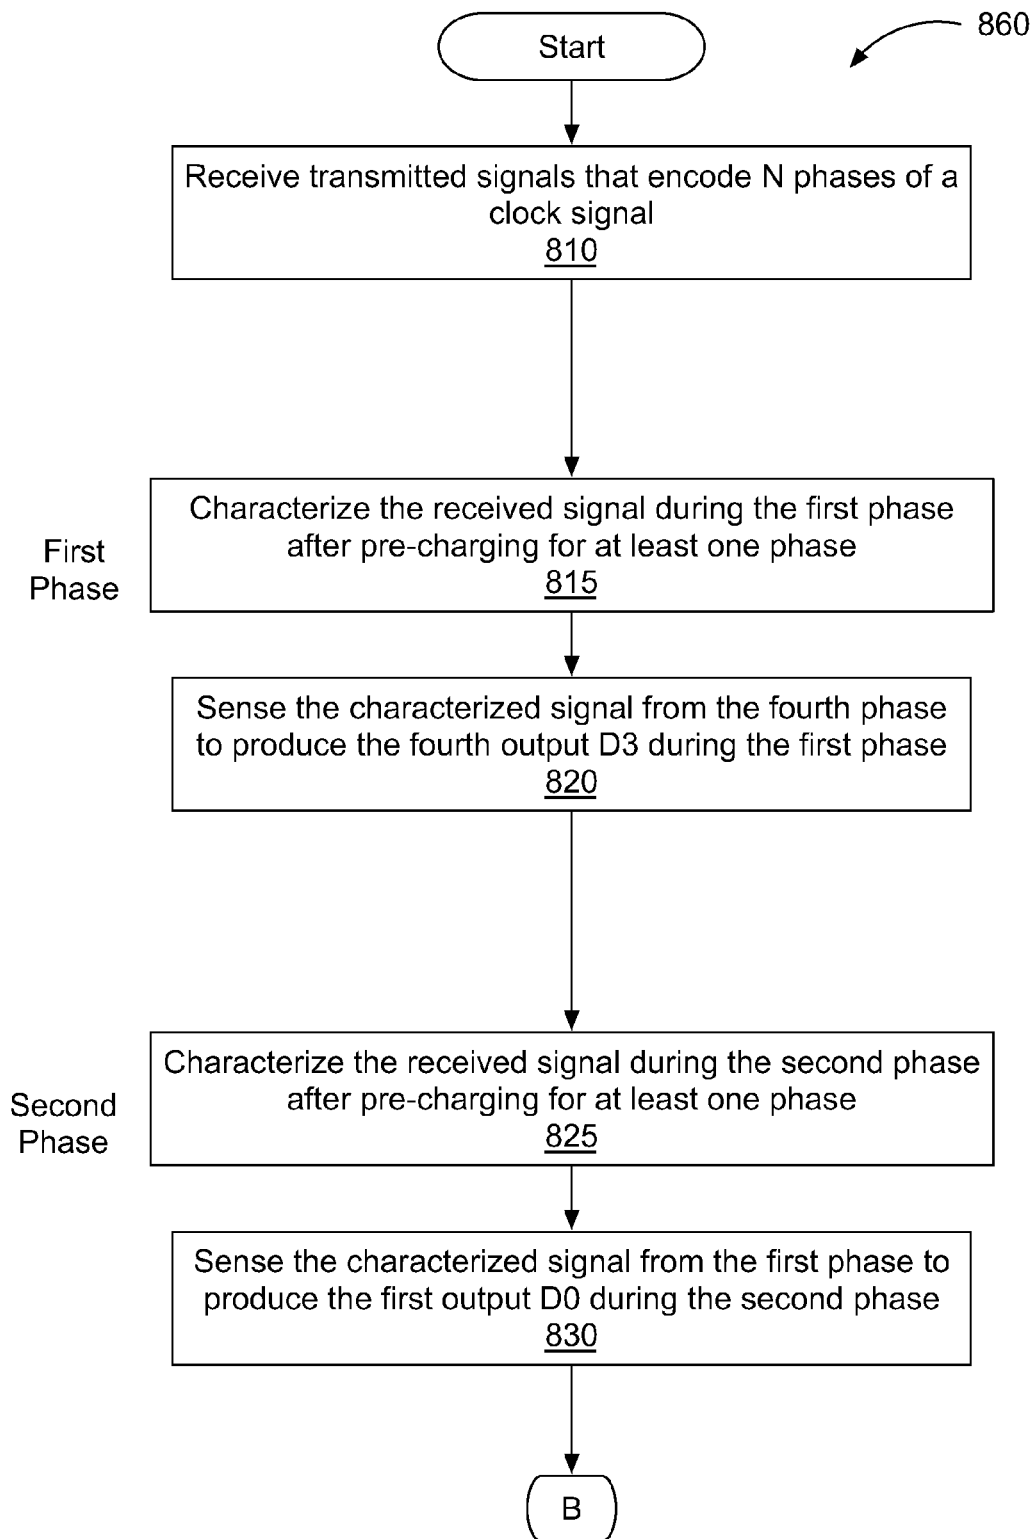 860
Start
Receive transmitted signals that encode N phases of a
clock signal
810
First
Phase
Characterize the received signal during the first phase
after pre-charging for at least one phase
815
Sense the characterized signal from the fourth phase
to produce the fourth output D3 during the first phase
820
Second
Phase
Characterize the received signal during the second phase
after pre-charging for at least one phase
825
Sense the characterized signal from the first phase to
produce the first output D0 during the second phase
830
B